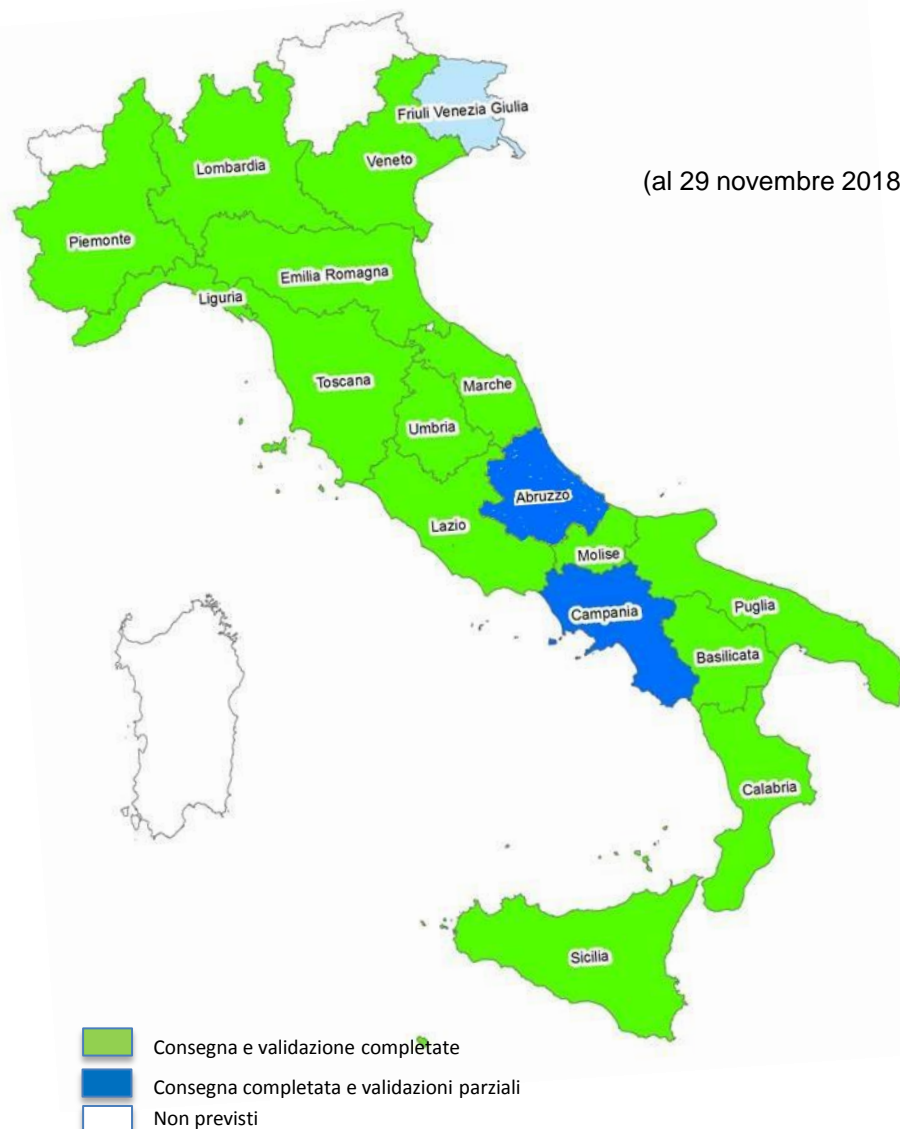 Friuli Venezia Giulia
Lombardia
Veneto
(al 29 novembre 2018
Piemonte
Emilia Romagna
Liguria
Toscana
Marche
Umbria
Abruzzo
Lazio
Molise
Campania
Puglia
Basilicata
Calabria
Sicilia
Consegna e validazione completate
Consegna completata e validazioni parziali
Non previsti